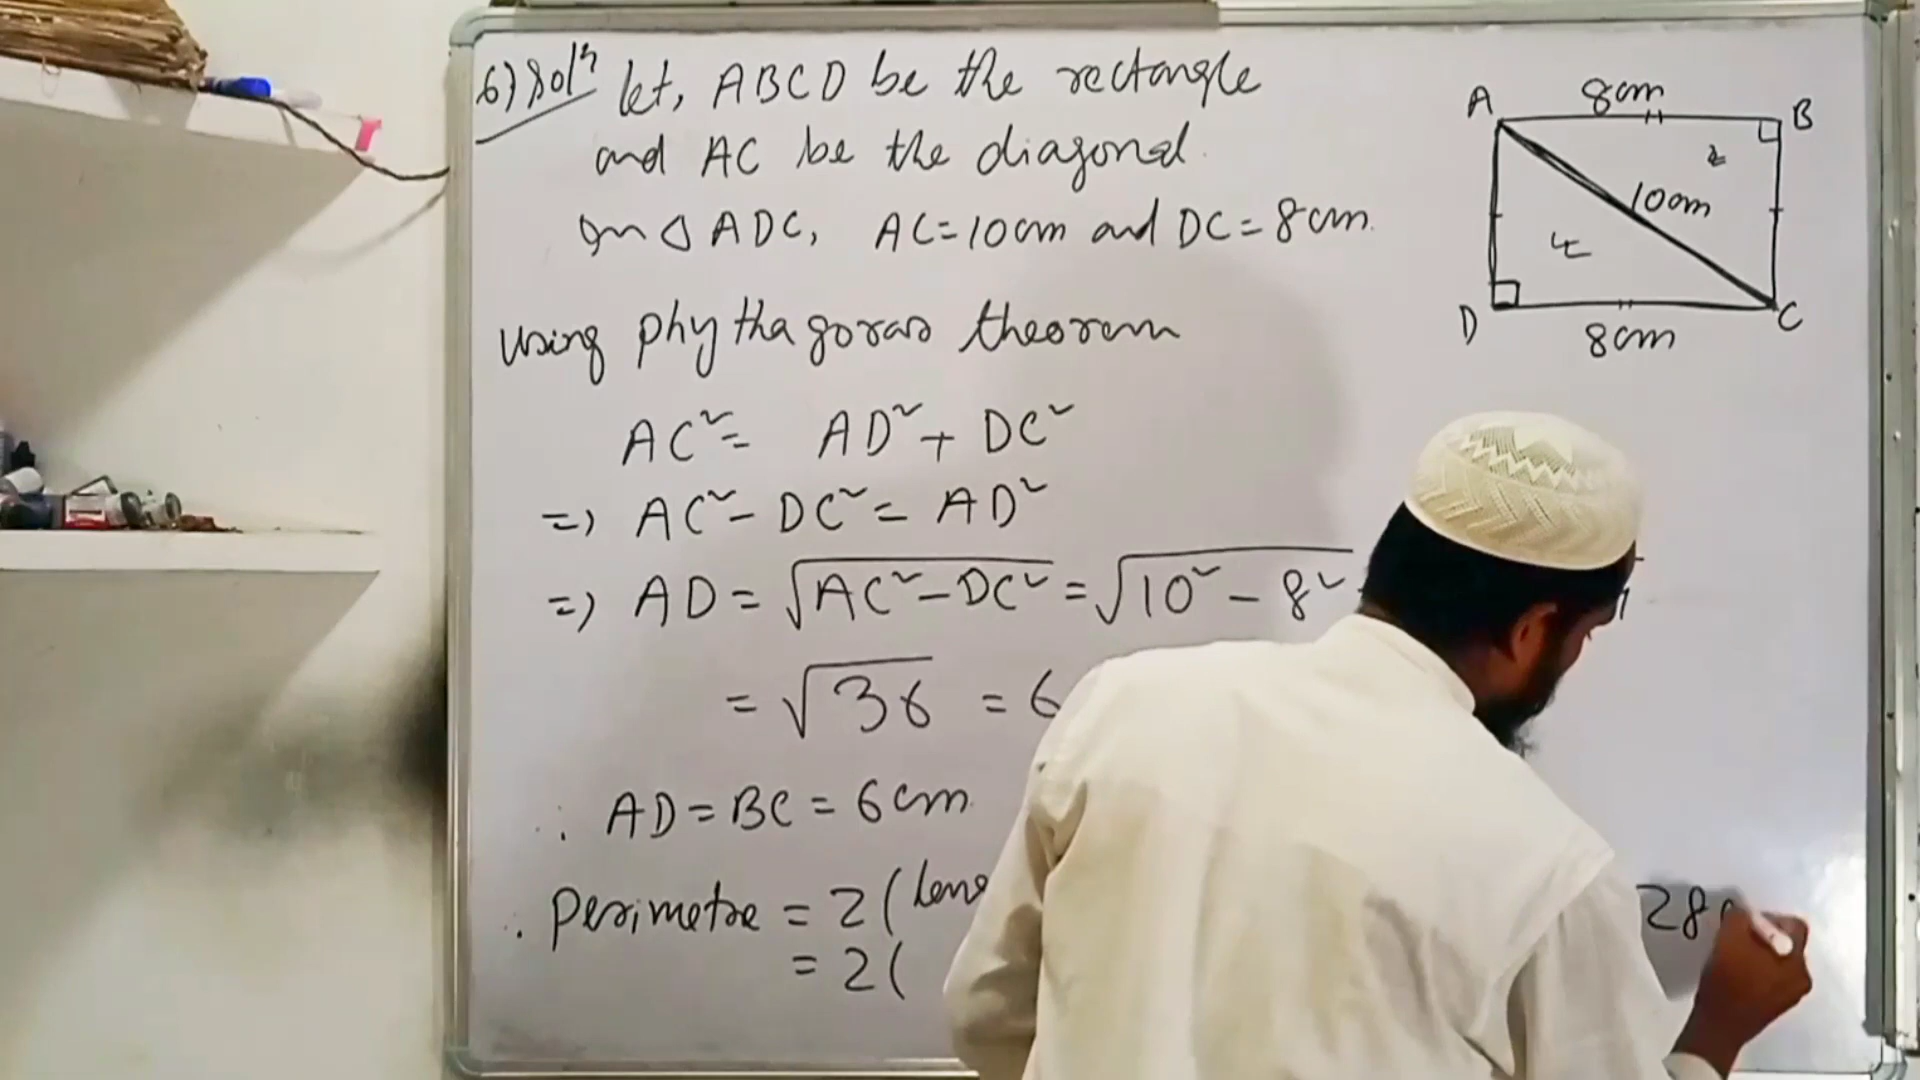 6) Solⁿ let, ABCD be the rectangle
and AC be the diagonal.
In △ ADC, AC = 10cm and DC = 8cm.
Using phythagoras theorem
AC² = AD² + DC²
=> AC² - DC² = AD²
=> AD = √AC² - DC² = √10² - 8²
= √36 = 6
∴ AD = BC = 6cm
∴ Perimetre = 2 (leng
= 2 (
28
A 8cm B
10cm
D 8cm C